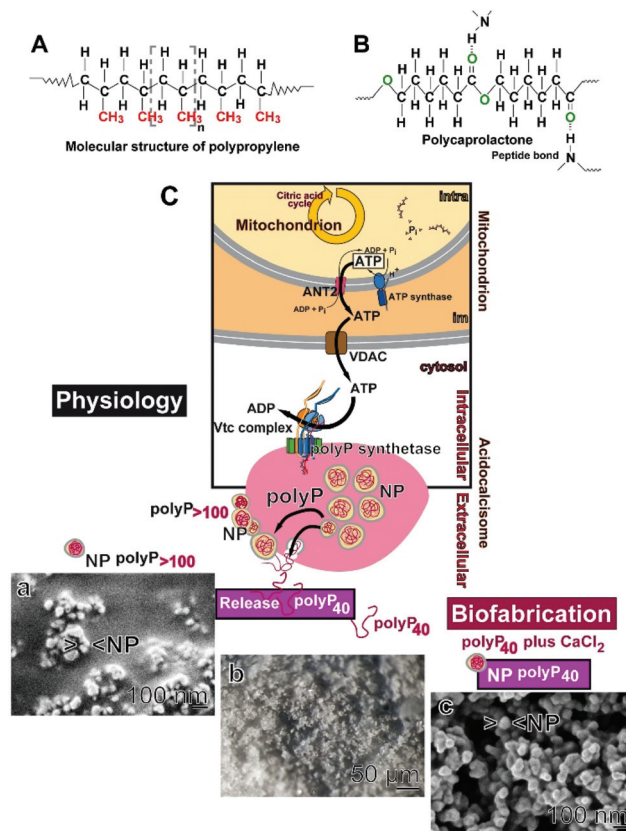 A
H H H H H H H
C C C C C C C
H H H H
CH3 CH3 CH3 CH3 CH3
n
Molecular structure of polypropylene
B
N
H
O
H H H H H H H H H H
O C C C C C C O C C C C C C
H H H H H H H H H H
O
Polycaprolactone
Peptide bond
H
N
C
Citric acid
cycle
Mitochondrion
intra
Pi
ADP + Pi
ATP
H+
ANT2
ATP synthase
ADP + Pi
ATP
im
VDAC
cytosol
ATP
ADP
Vtc complex
polyP synthetase
Mitochondrion
Intracellular
Extracellular
Acidocalcisome
Physiology
polyP
NP
polyP>100
NP
NP polyP>100
Release polyP40
polyP40
Biofabrication
polyP40 plus CaCl2
NP polyP40
a
> <NP
100 nm
b
50 µm
c
> <NP
100 nm